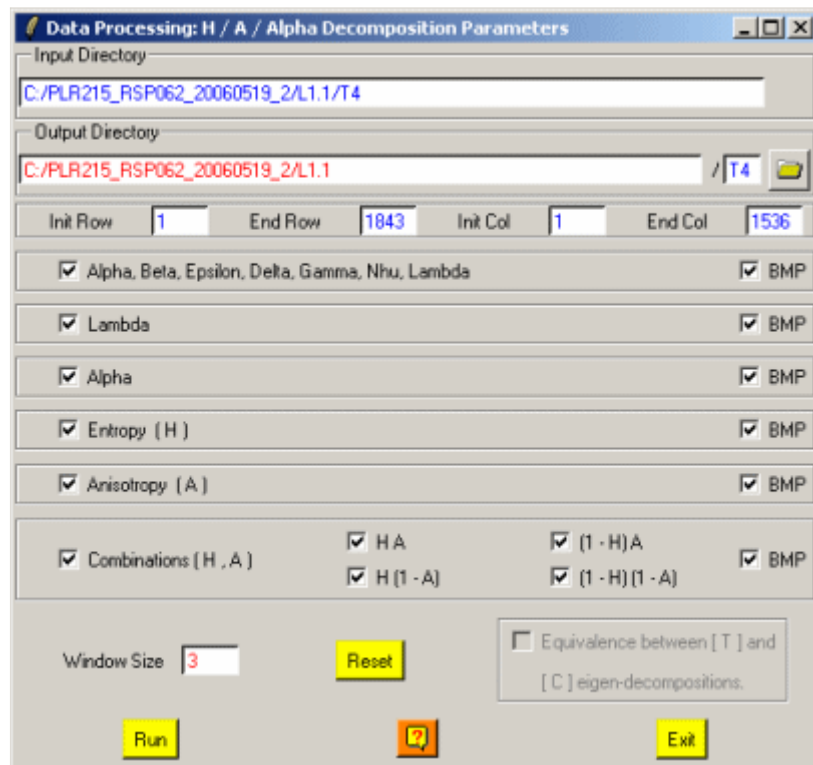 Data Processing: H / A / Alpha Decomposition Parameters
Input Directory
C:/PLR215_RSP062_20060519_2/L1.1/T4
Output Directory
C:/PLR215_RSP062_20060519_2/L1.1 / T4
Init Row 1 End Row 1843 Init Col 1 End Col 1536
Alpha, Beta, Epsilon, Delta, Gamma, Nhu, Lambda BMP
Lambda BMP
Alpha BMP
Entropy ( H ) BMP
Anisotropy ( A ) BMP
Combinations ( H , A ) H A (1 - H) A BMP
H (1 - A) (1 - H) (1 - A)
Window Size 3 Reset Equivalence between [ T ] and
[ C ] eigen-decompositions.
Run ? Exit